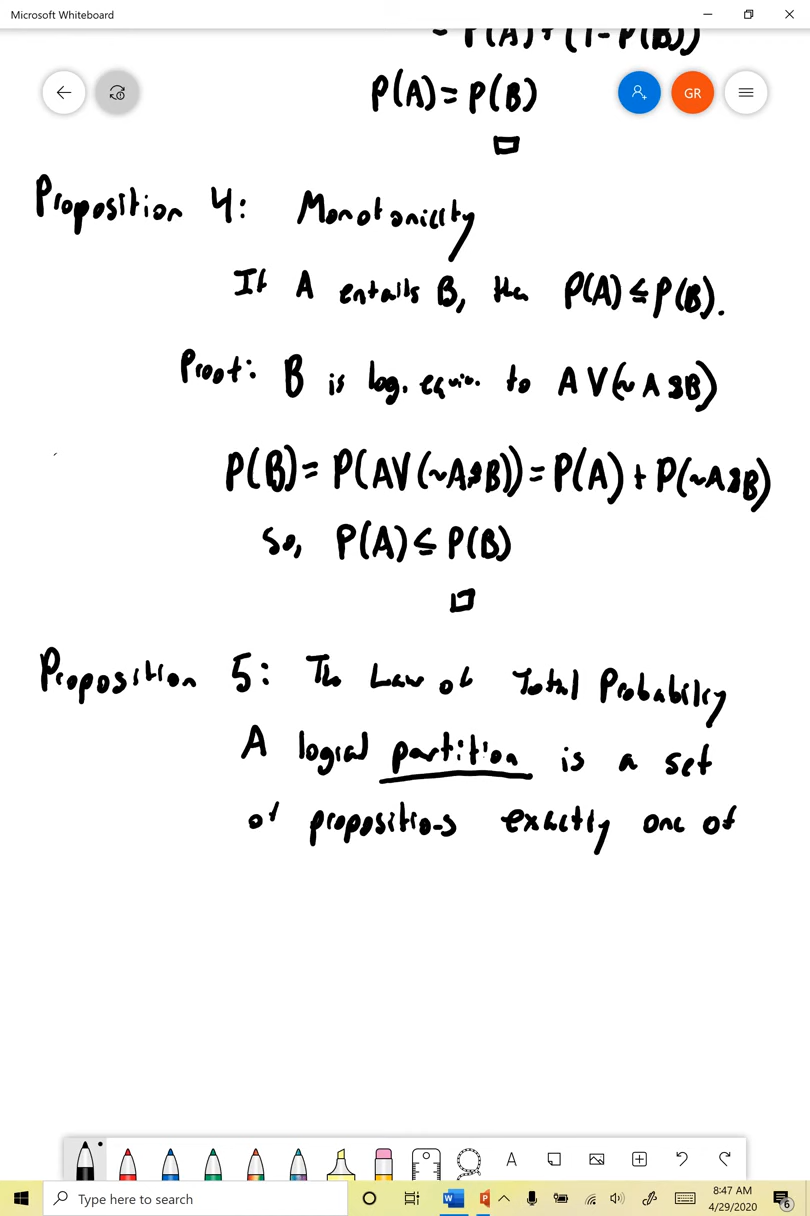 Microsoft Whiteboard
= P(A) + (1 - P(B))
P(A) = P(B)
GR
□
Proposition 4: Monotonicity
If A entails B, then P(A) ≤ P(B).
Proof: B is log. equiv. to A V (~A & B)
P(B) = P(A V (~A & B)) = P(A) + P(~A & B)
So, P(A) ≤ P(B)
□
Proposition 5: The Law of Total Probability
A logical partition is a set
of propositions exactly one of
A
Type here to search
8:47 AM
4/29/2020
6